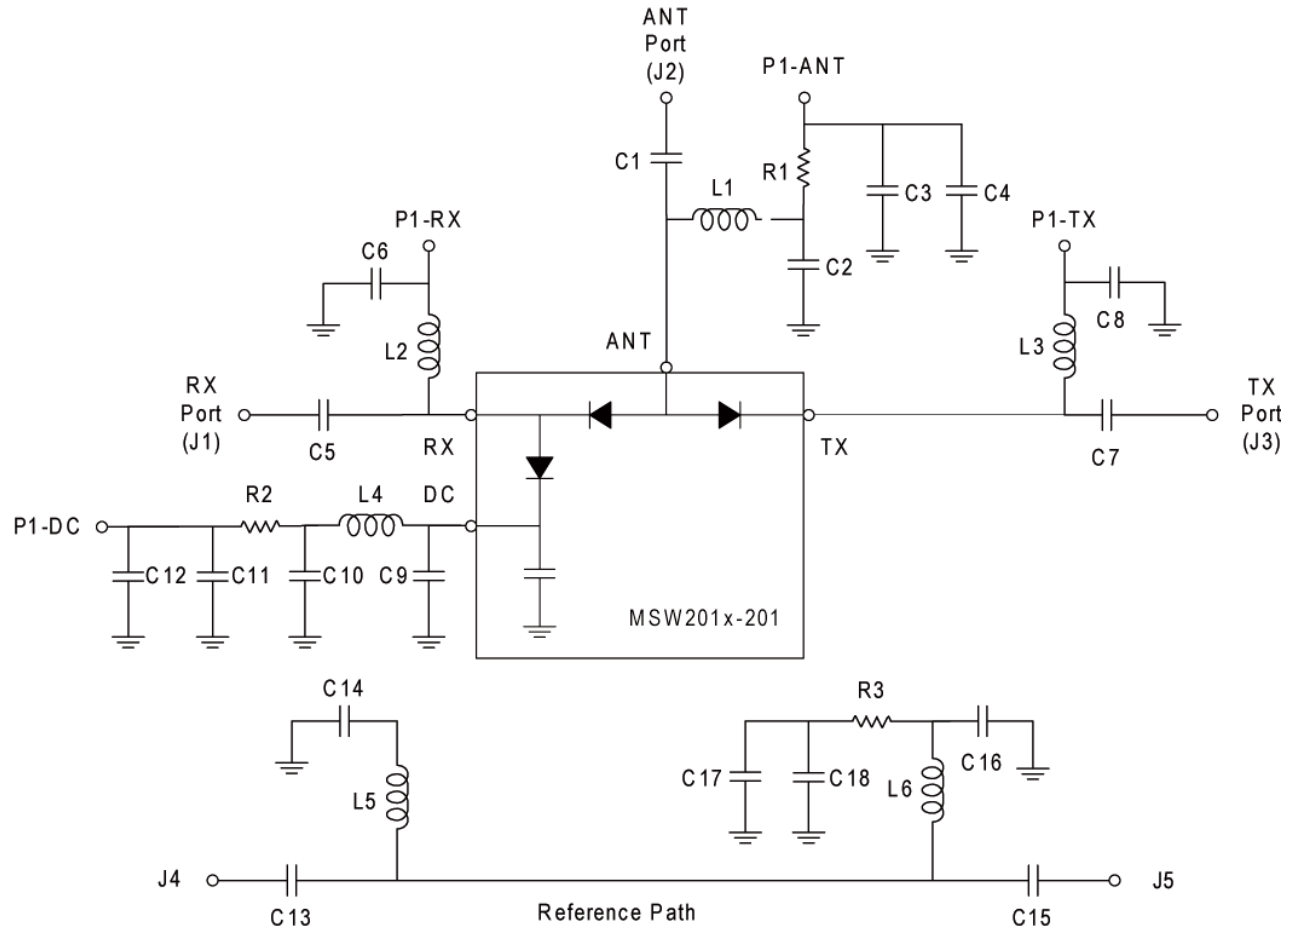 ANT
Port
(J2)
P1-ANT
C1
R1
L1
C3
C4
P1-RX
P1-TX
C6
C2
C8
L2
ANT
L3
RX
Port
(J1)
TX
Port
(J3)
C5
RX
TX
C7
P1-DC
R2
L4
DC
C12
C11
C10
C9
MSW201x-201
C14
R3
C16
L5
C17
C18
L6
J4
J5
C13
Reference Path
C15